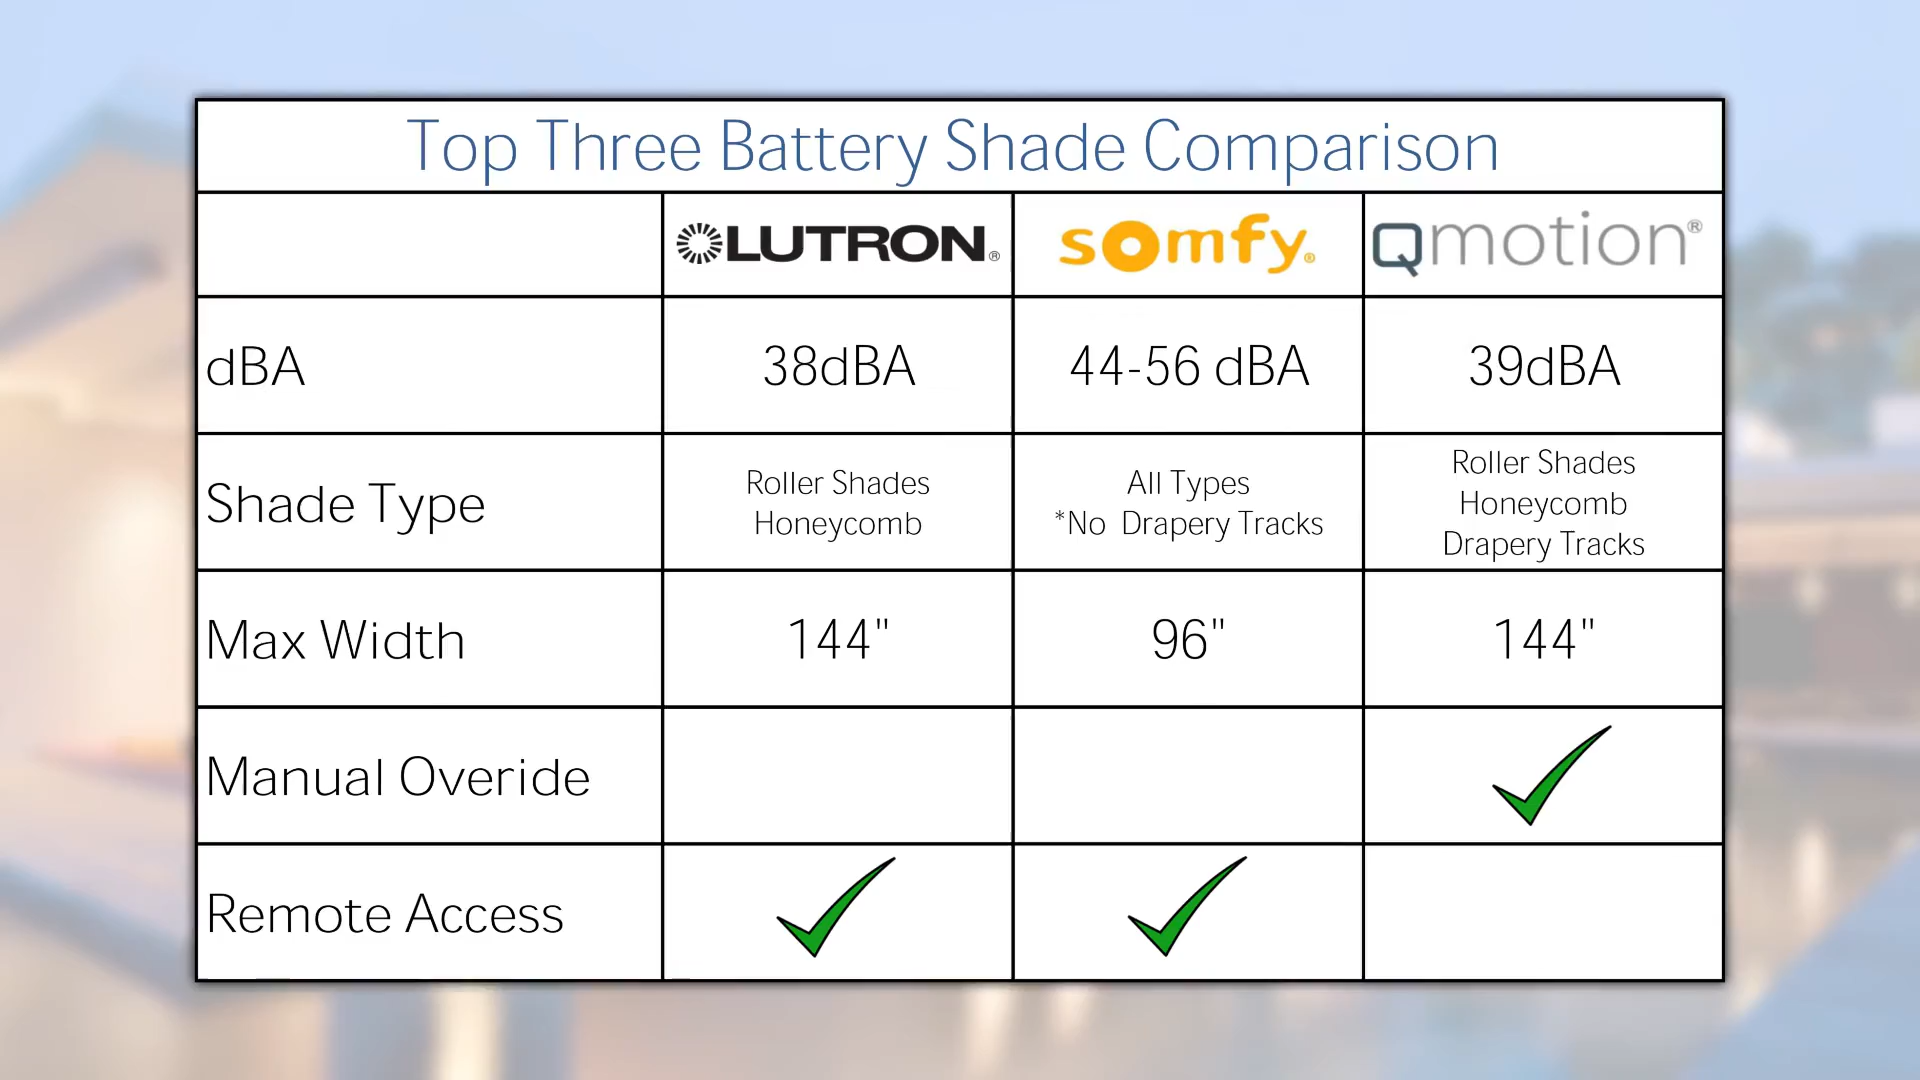 Top Three Battery Shade Comparison
LUTRON® somfy® Qmotion®
dBA 38dBA 44-56 dBA 39dBA
Shade Type
Roller Shades
Honeycomb
All Types
*No Drapery Tracks
Roller Shades
Honeycomb
Drapery Tracks
Max Width 144" 96" 144"
Manual Overide
Remote Access